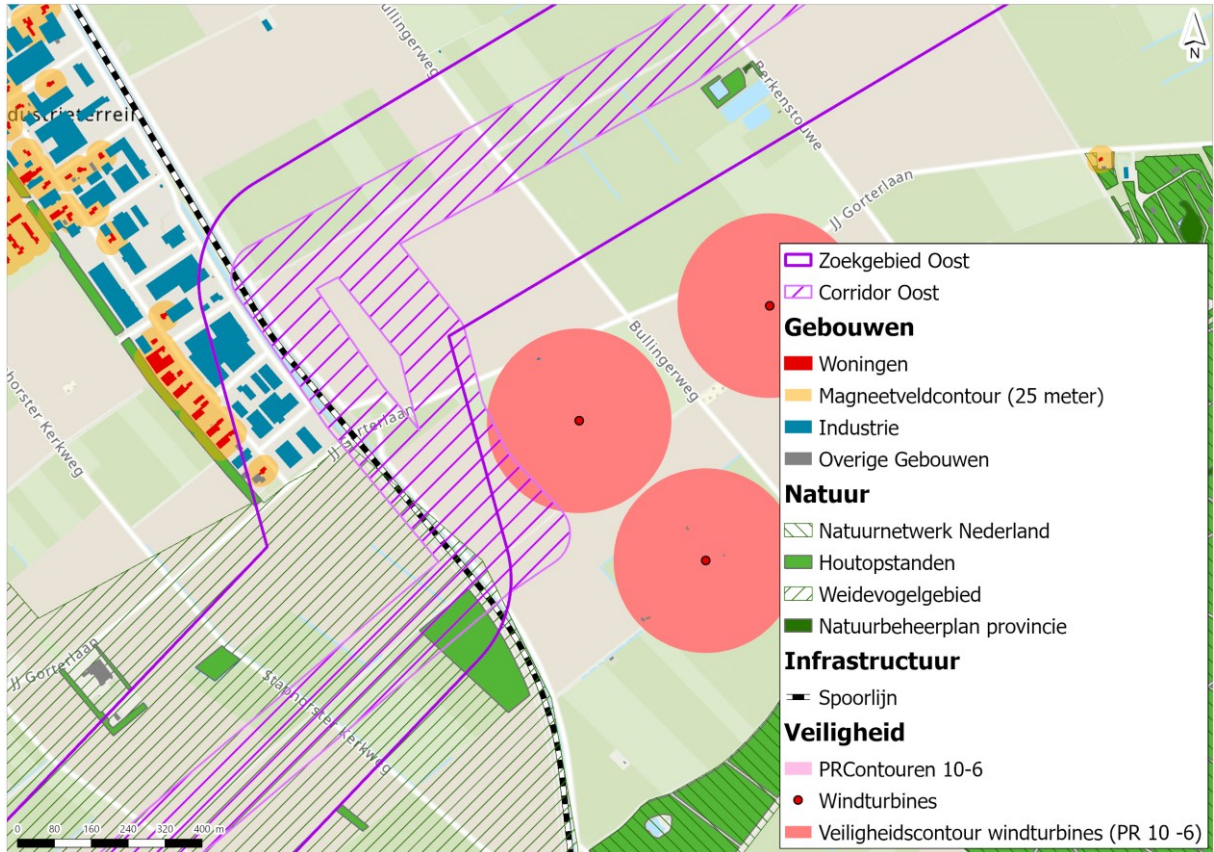 Bullingerweg
N
Berkenstouwe
dustrieterrein
JJ Gorterlaan
Bullingerweg
JJ Gorterlaan
horster Kerkweg
JJ Gorterlaan
staphorster Kerkweg
0 80 160 240 320 400 m
Zoekgebied Oost
Corridor Oost
Gebouwen
Woningen
Magneetveldcontour (25 meter)
Industrie
Overige Gebouwen
Natuur
Natuurnetwerk Nederland
Houtopstanden
Weidevogelgebied
Natuurbeheerplan provincie
Infrastructuur
Spoorlijn
Veiligheid
PRContouren 10-6
Windturbines
Veiligheidscontour windturbines (PR 10 -6)